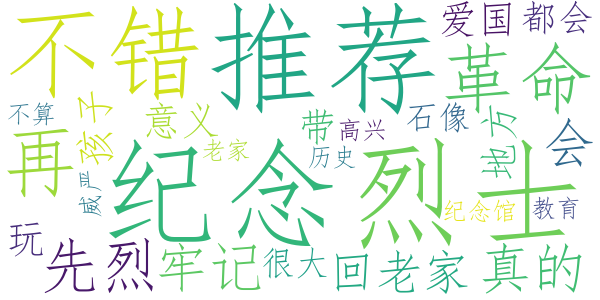 不错
推荐
爱国
都会
革命
不算
孩子
意义
带
高兴
石像
地方
会
再
老家
历史
纪念
烈士
威严
纪念馆
教育
玩
先烈
牢记
很大
回老家
真的